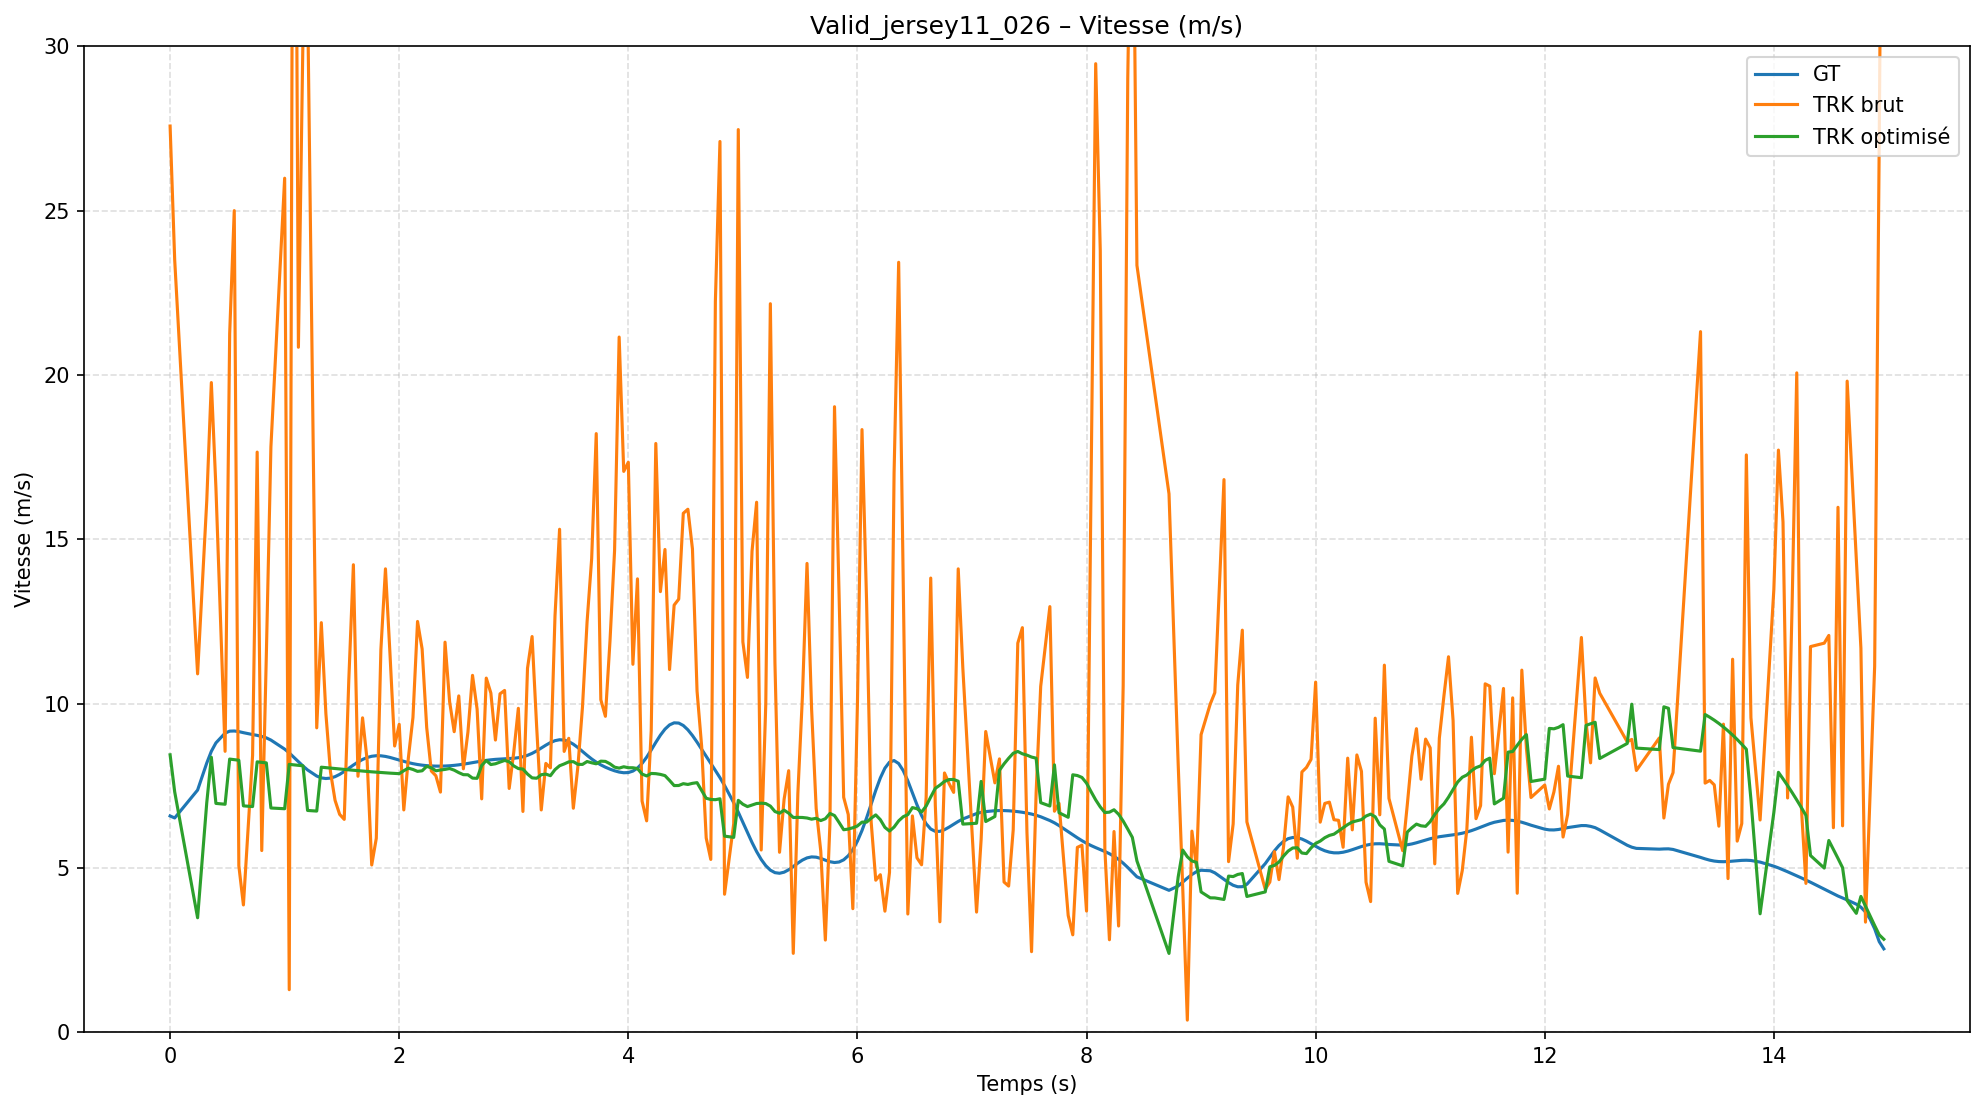 Valid_jersey11_026 – Vitesse (m/s)
GT
TRK brut
TRK optimisé
Vitesse (m/s)
30
25
20
15
10
5
0
0 2 4 6 8 10 12 14
Temps (s)